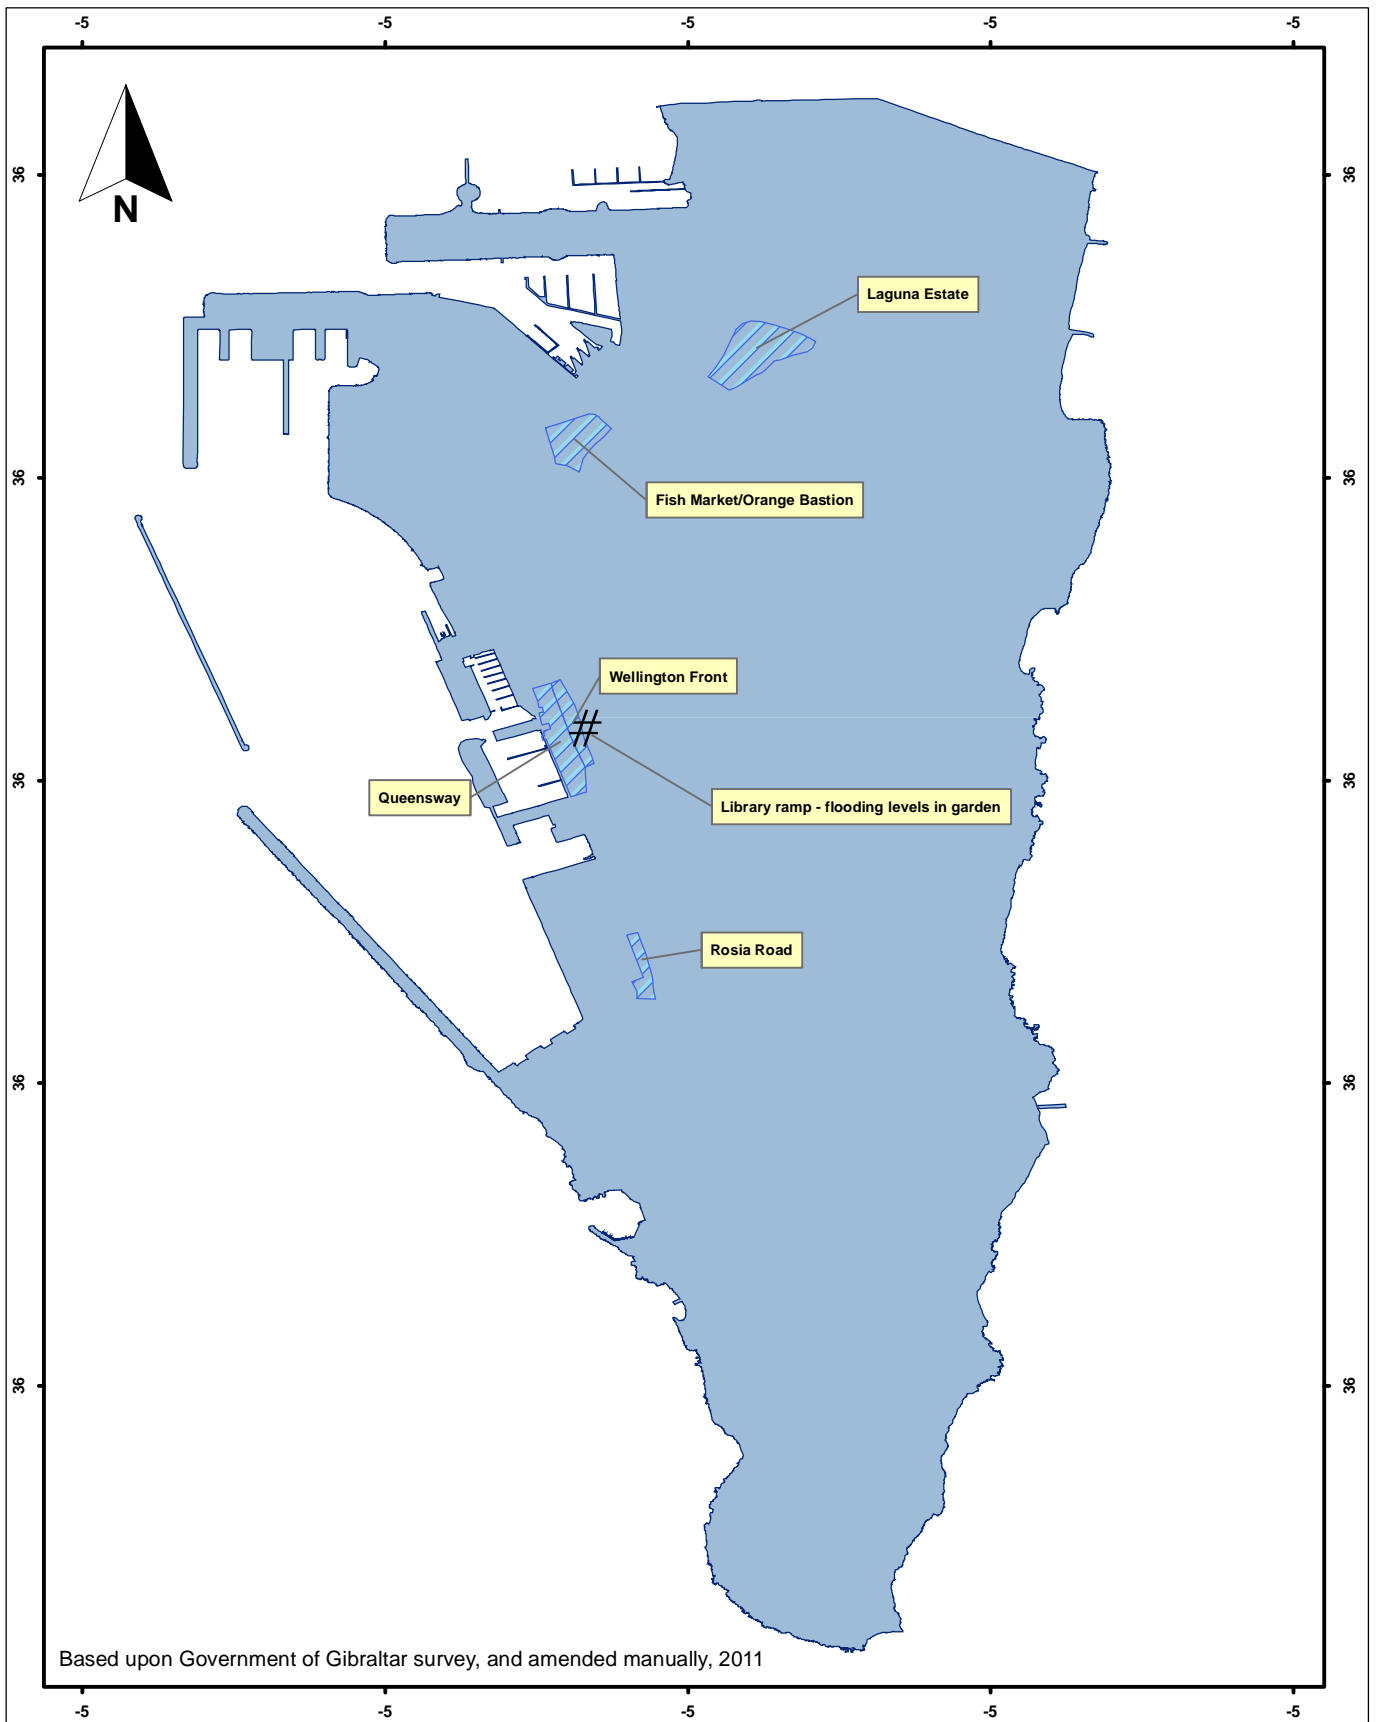 -5 -5 -5 -5 -5
N
36 36
Laguna Estate
36 36
Fish Market/Orange Bastion
Wellington Front
36 36
Queensway
Library ramp - flooding levels in garden
Rosia Road
36 36
36 36
Based upon Government of Gibraltar survey, and amended manually, 2011
-5 -5 -5 -5 -5